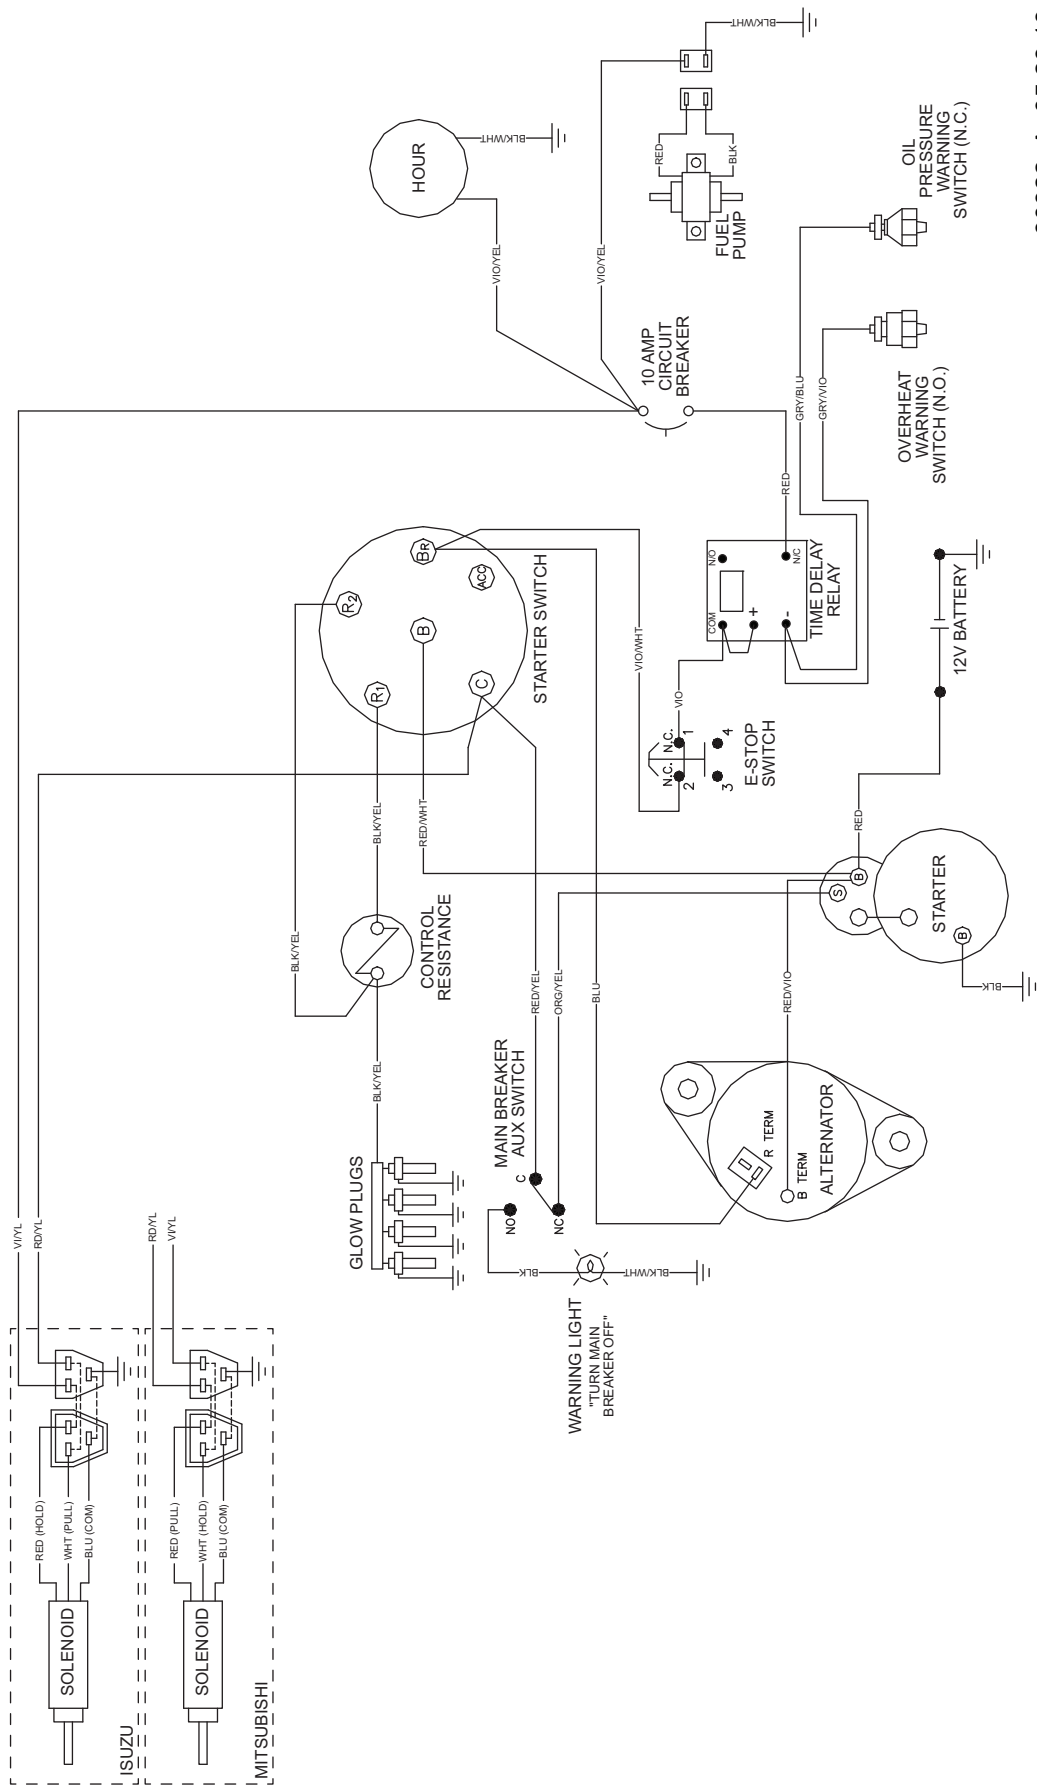 ISUZU
SOLENOID
RED (HOLD)
WHT (PULL)
BLU (COM)
VI/YL
RD/YL
MITSUBISHI
SOLENOID
RED (PULL)
WHT (HOLD)
BLU (COM)
RD/YL
VI/YL
HOUR
BLK/WHT
VIO/YEL
BLK/WHT
VIO/YEL
RED
BLK
FUEL
PUMP
10 AMP
CIRCUIT
BREAKER
OIL
PRESSURE
WARNING
SWITCH (N.C.)
OVERHEAT
WARNING
SWITCH (N.O.)
GRY/BLU
GRY/VIO
RED
R2
BR
ACC
B
R1
C
STARTER SWITCH
N/O
N/C
COM
+
-
TIME DELAY
RELAY
VIO/WHT
VIO
N.C.
N.C.
1
2
3
4
E-STOP
SWITCH
12V BATTERY
RED
BLK/YEL
RED/WHT
BLK/YEL
CONTROL
RESISTANCE
BLK/YEL
GLOW PLUGS
RED/YEL
ORG/YEL
BLU
RED/VIO
MAIN BREAKER
AUX SWITCH
C
NO
NC
BLK
BLK/WHT
WARNING LIGHT
"TURN MAIN
BREAKER OFF"
R TERM
B TERM
ALTERNATOR
S
B
B
STARTER
BLK